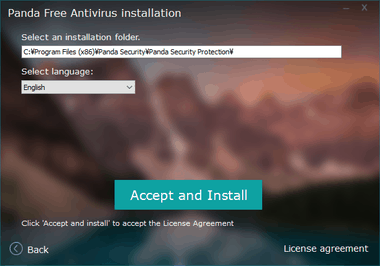 Panda Free Antivirus installation
Select an installation folder.
C:¥Program Files (x86)¥Panda Security¥Panda Security Protection¥
Select language:
English
Accept and Install
Click 'Accept and install' to accept the License Agreement
Back
License agreement